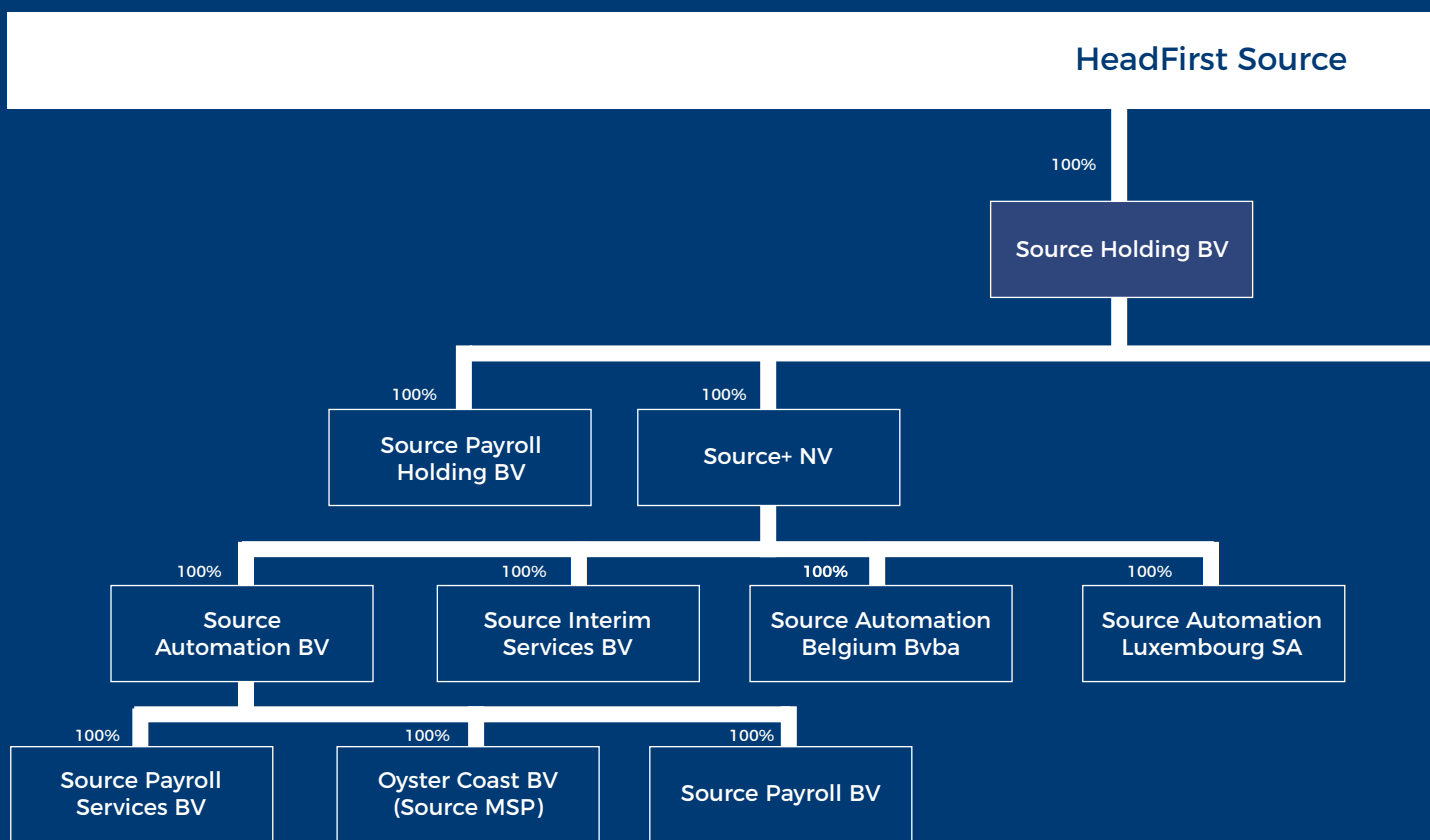 HeadFirst Source
100%
Source Holding BV
100%
100%
Source Payroll
Holding BV
Source+ NV
100%
100%
100%
100%
Source
Automation BV
Source Interim
Services BV
Source Automation
Belgium Bvba
Source Automation
Luxembourg SA
100%
100%
100%
Source Payroll
Services BV
Oyster Coast BV
(Source MSP)
Source Payroll BV